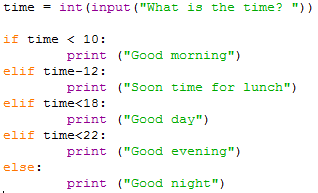 time = int(input("What is the time? "))
if time < 10:
print ("Good morning")
elif time-12:
print ("Soon time for lunch")
elif time<18:
print ("Good day")
elif time<22:
print ("Good evening")
else:
print ("Good night")